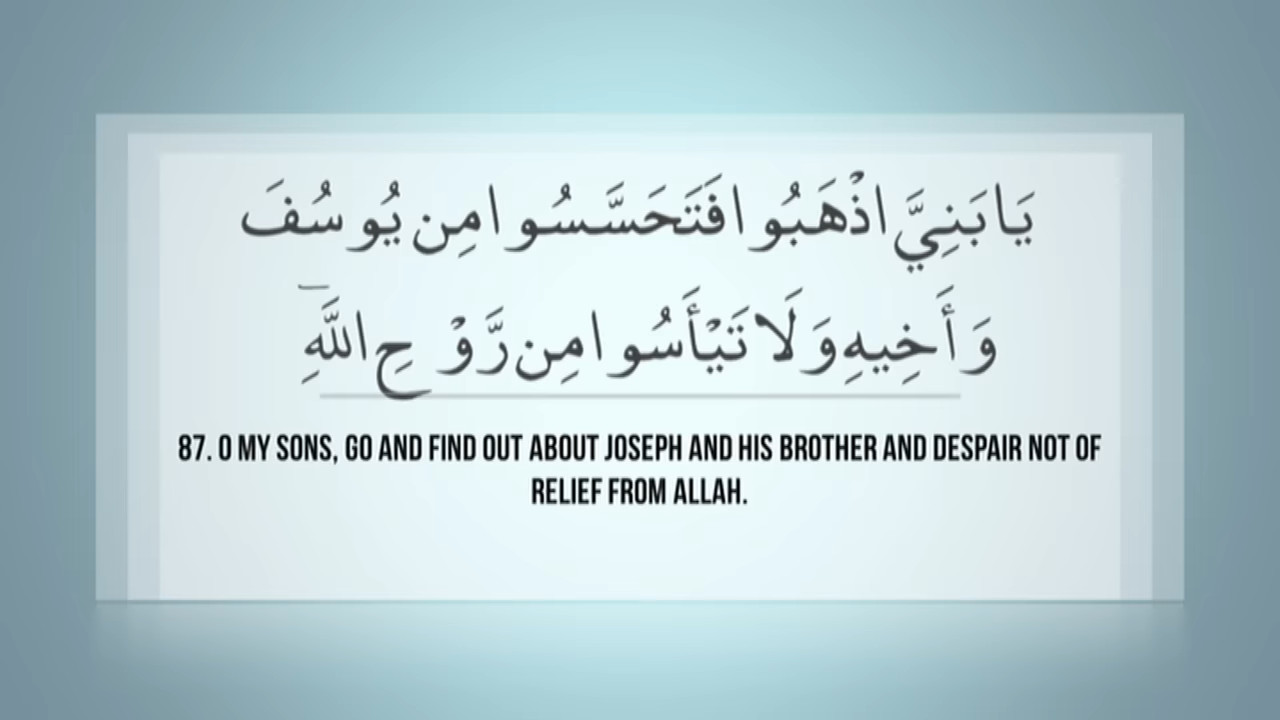 يَا بَنِيَّ اذْهَبُوا فَتَحَسَّسُوا مِن يُوسُفَ
وَأَخِيهِ وَلَا تَيْأَسُوا مِن رَّوْحِ اللَّهِ
87. O MY SONS, GO AND FIND OUT ABOUT JOSEPH AND HIS BROTHER AND DESPAIR NOT OF
RELIEF FROM ALLAH.